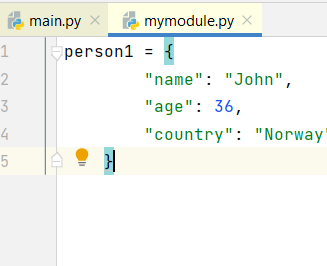 main.py mymodule.py
1 person1 = {
2 "name": "John",
3 "age": 36,
4 "country": "Norway"
5 }